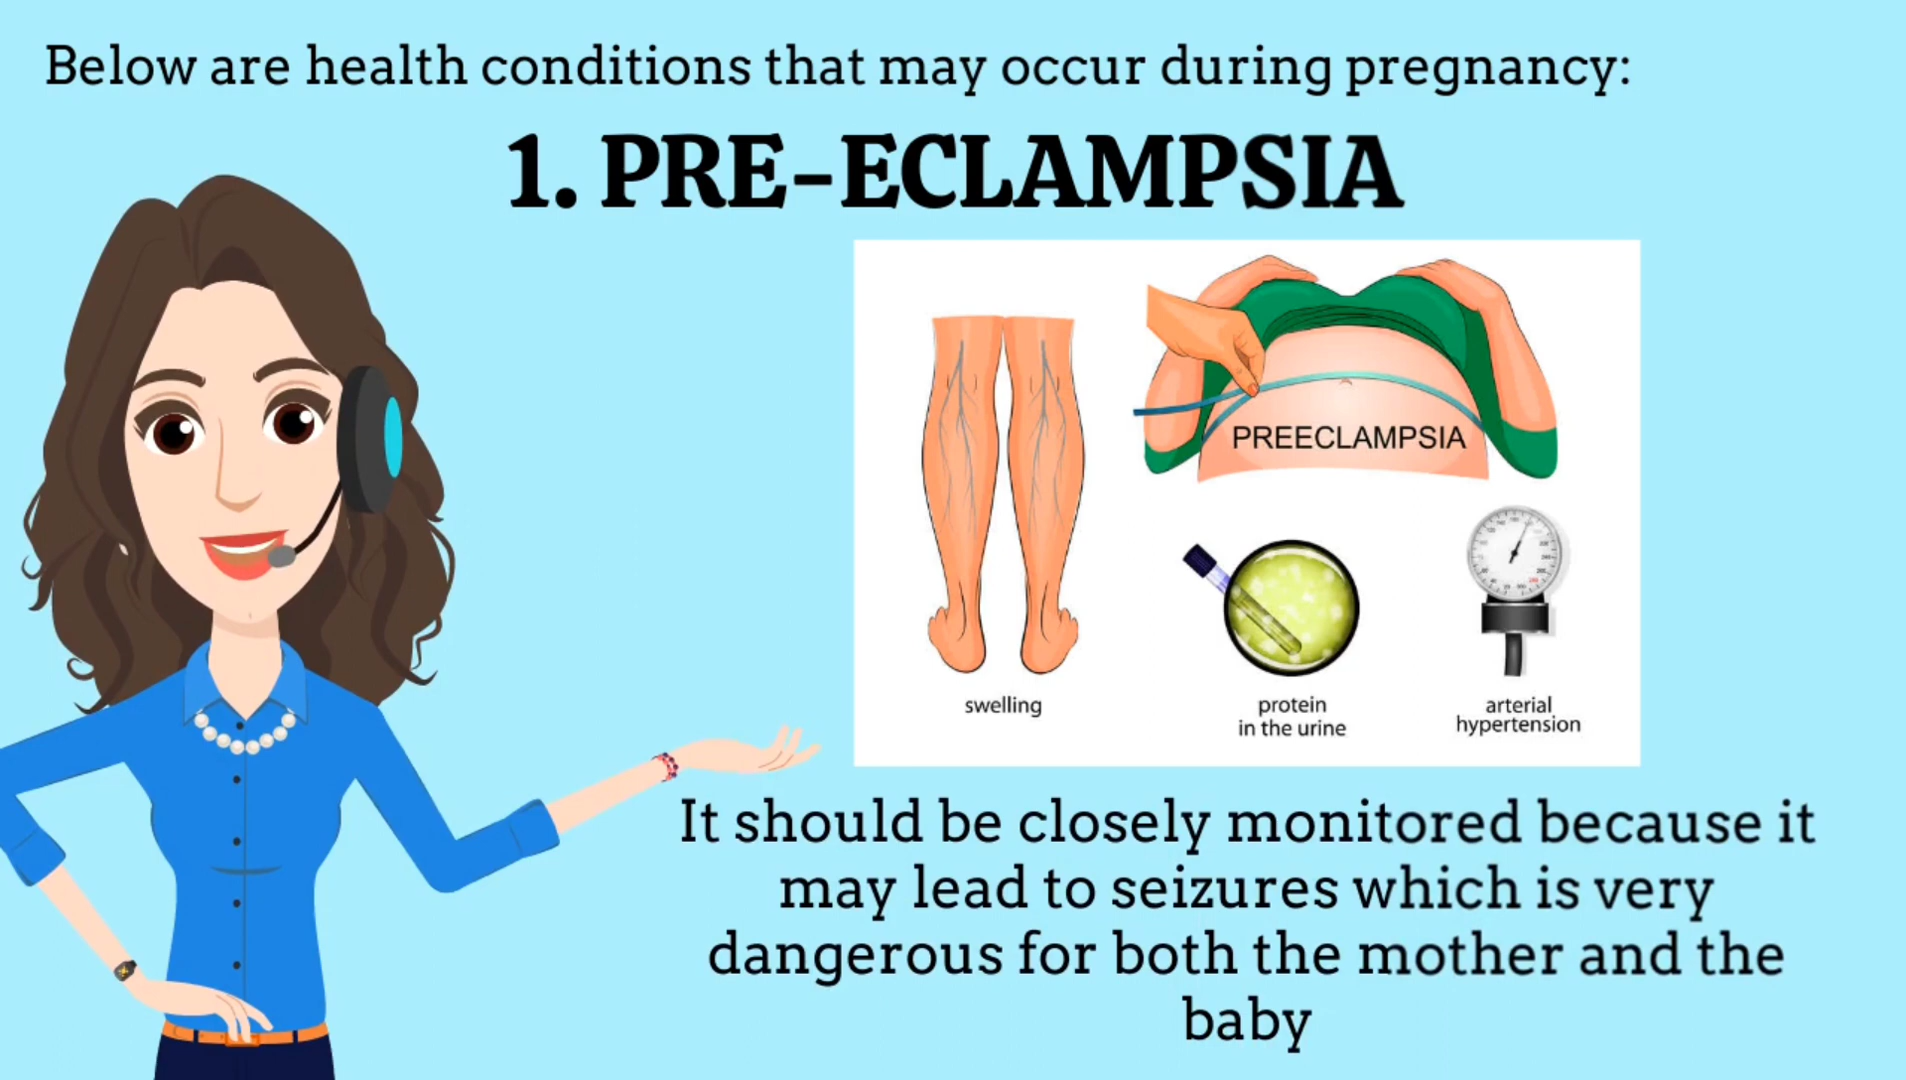 Below are health conditions that may occur during pregnancy:
1. PRE-ECLAMPSIA
PREECLAMPSIA
swelling
protein
in the urine
arterial
hypertension
It should be closely monitored because it
may lead to seizures which is very
dangerous for both the mother and the
baby